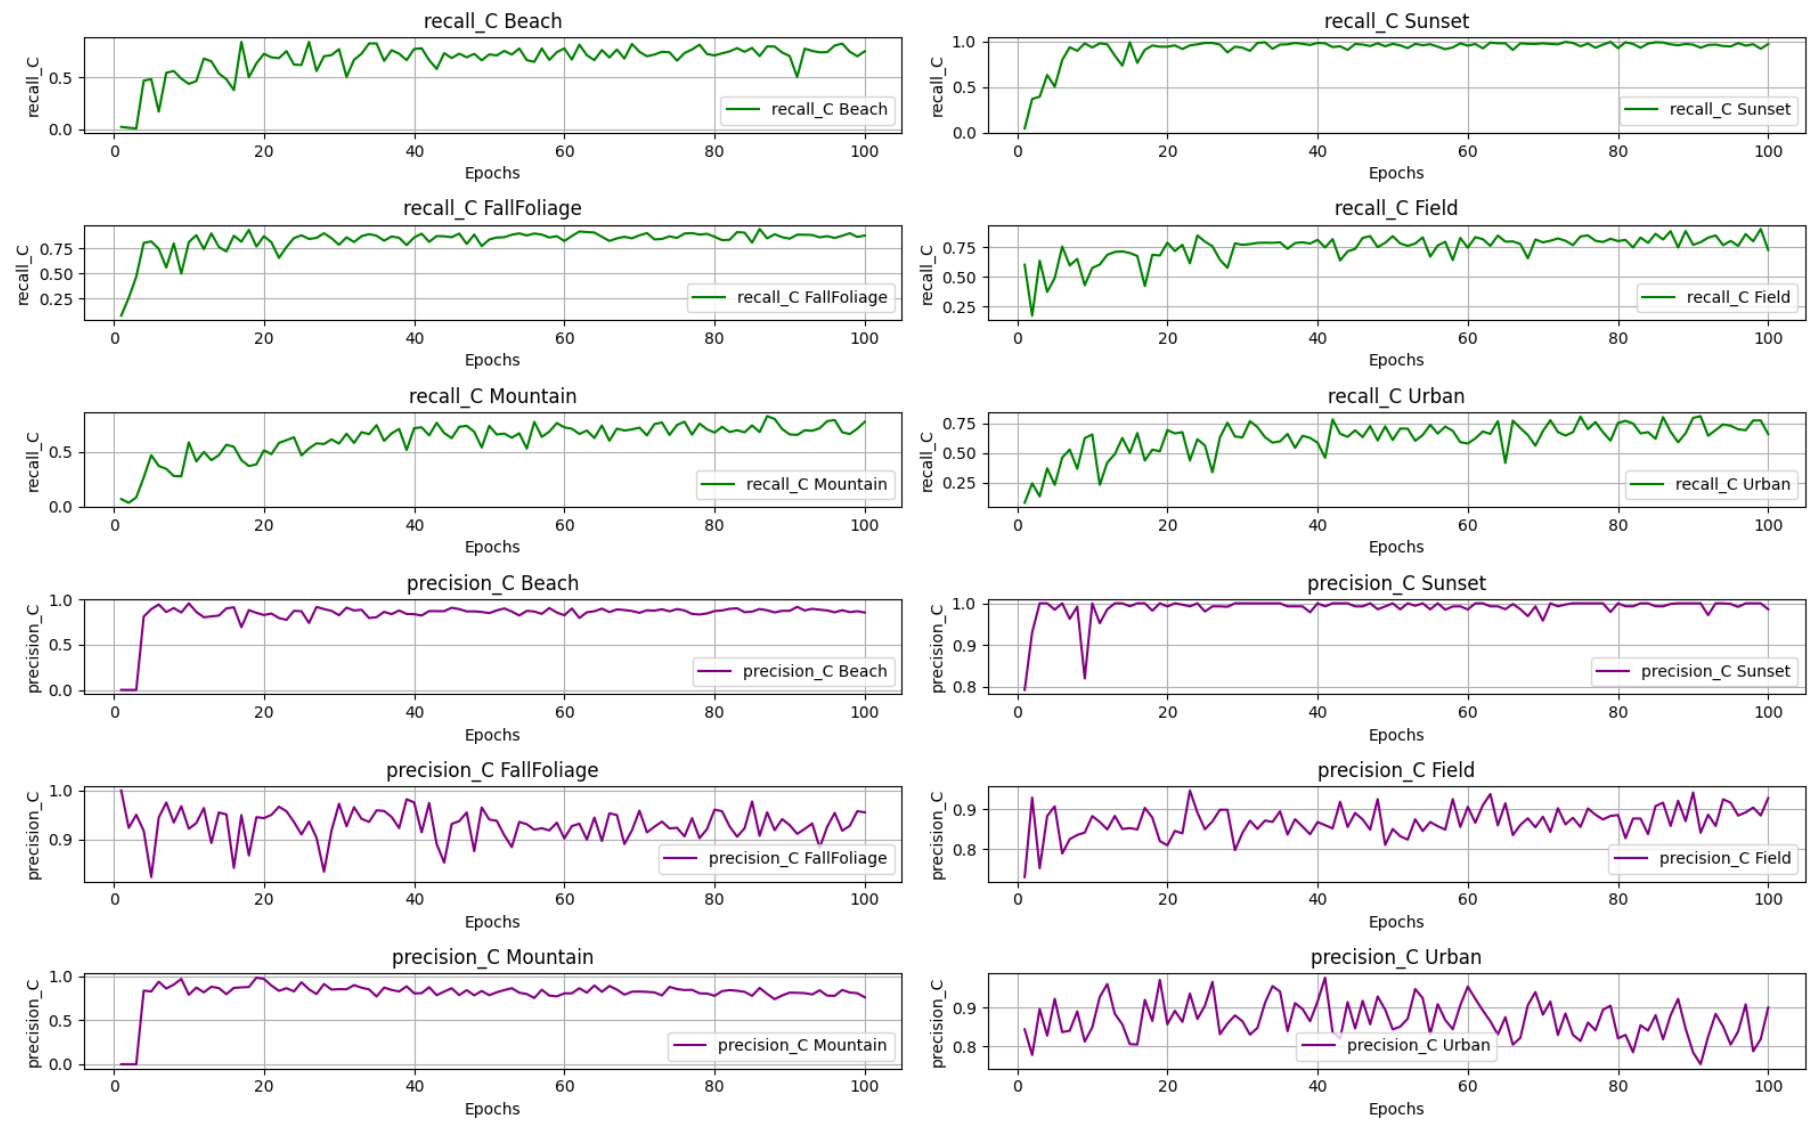 recall_C Beach
recall_C
0.5
0.0
recall_C Beach
0 20 40 60 80 100
Epochs
recall_C Sunset
recall_C
1.0
0.5
0.0
recall_C Sunset
0 20 40 60 80 100
Epochs
recall_C FallFoliage
recall_C
0.75
0.50
0.25
recall_C FallFoliage
0 20 40 60 80 100
Epochs
recall_C Field
recall_C
0.75
0.50
0.25
recall_C Field
0 20 40 60 80 100
Epochs
recall_C Mountain
recall_C
0.5
0.0
recall_C Mountain
0 20 40 60 80 100
Epochs
recall_C Urban
recall_C
0.75
0.50
0.25
recall_C Urban
0 20 40 60 80 100
Epochs
precision_C Beach
precision_C
1.0
0.5
0.0
precision_C Beach
0 20 40 60 80 100
Epochs
precision_C Sunset
precision_C
1.0
0.9
0.8
precision_C Sunset
0 20 40 60 80 100
Epochs
precision_C FallFoliage
precision_C
1.0
0.9
precision_C FallFoliage
0 20 40 60 80 100
Epochs
precision_C Field
precision_C
0.9
0.8
precision_C Field
0 20 40 60 80 100
Epochs
precision_C Mountain
precision_C
1.0
0.5
0.0
precision_C Mountain
0 20 40 60 80 100
Epochs
precision_C Urban
precision_C
0.9
0.8
precision_C Urban
0 20 40 60 80 100
Epochs